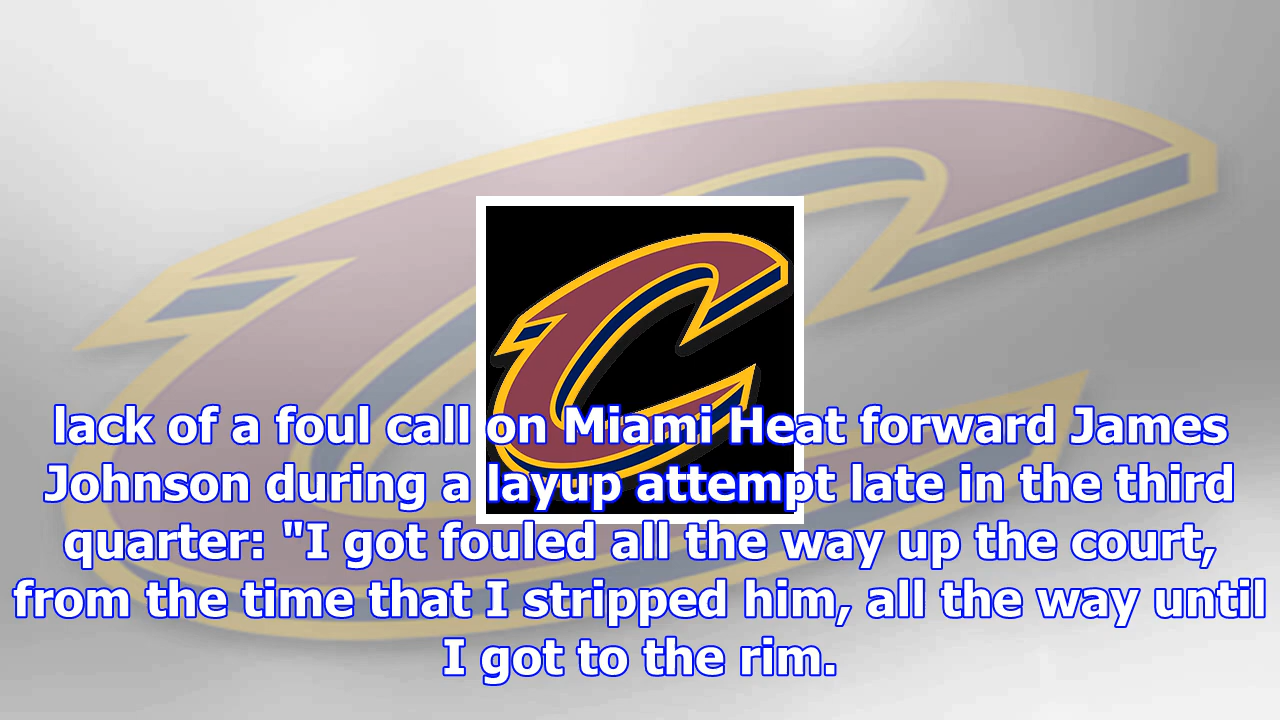 lack of a foul call on Miami Heat forward James
Johnson during a layup attempt late in the third
quarter: "I got fouled all the way up the court,
from the time that I stripped him, all the way until
I got to the rim.